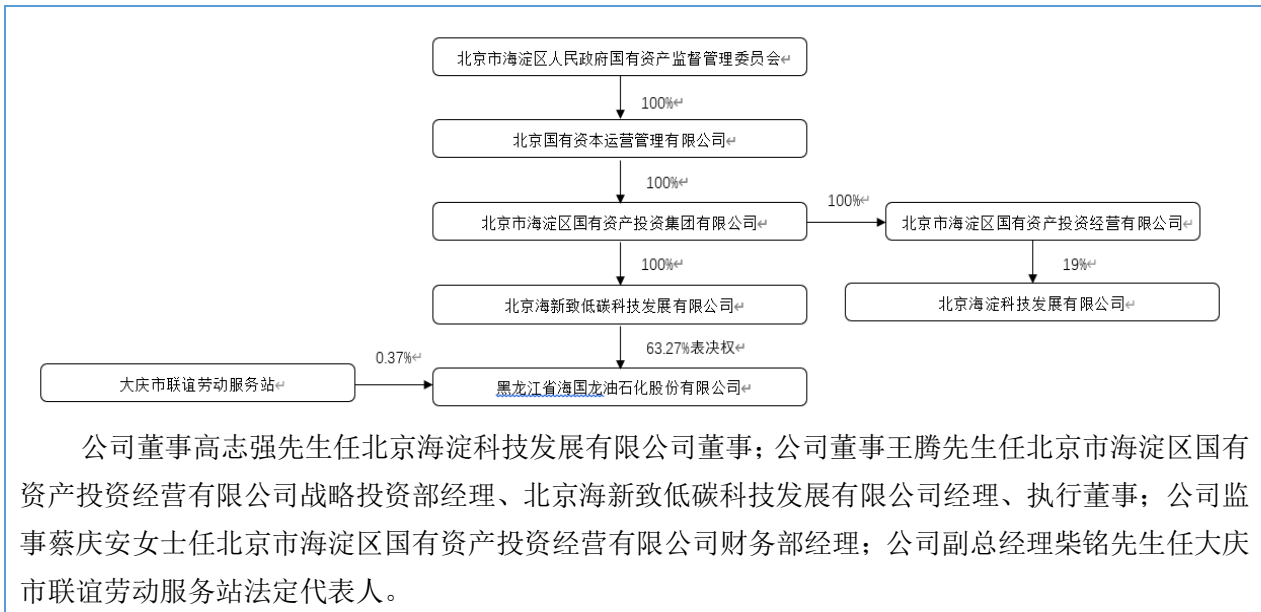 北京市海淀区人民政府国有资产监督管理委员会↵
100%↵
北京国有资本运营管理有限公司↵
100%↵
北京市海淀区国有资产投资集团有限公司↵
100%↵
北京市海淀区国有资产投资经营有限公司↵
100%↵
19%↵
北京海新致低碳科技发展有限公司↵
北京海淀科技发展有限公司↵
63.27%表决权↵
大庆市联谊劳动服务站↵
0.37%↵
黑龙江省海国龙油石化股份有限公司↵
公司董事高志强先生任北京海淀科技发展有限公司董事；公司董事王腾先生任北京市海淀区国有
资产投资经营有限公司战略投资部经理、北京海新致低碳科技发展有限公司经理、执行董事；公司监
事蔡庆安女士任北京市海淀区国有资产投资经营有限公司财务部经理；公司副总经理柴铭先生任大庆
市联谊劳动服务站法定代表人。